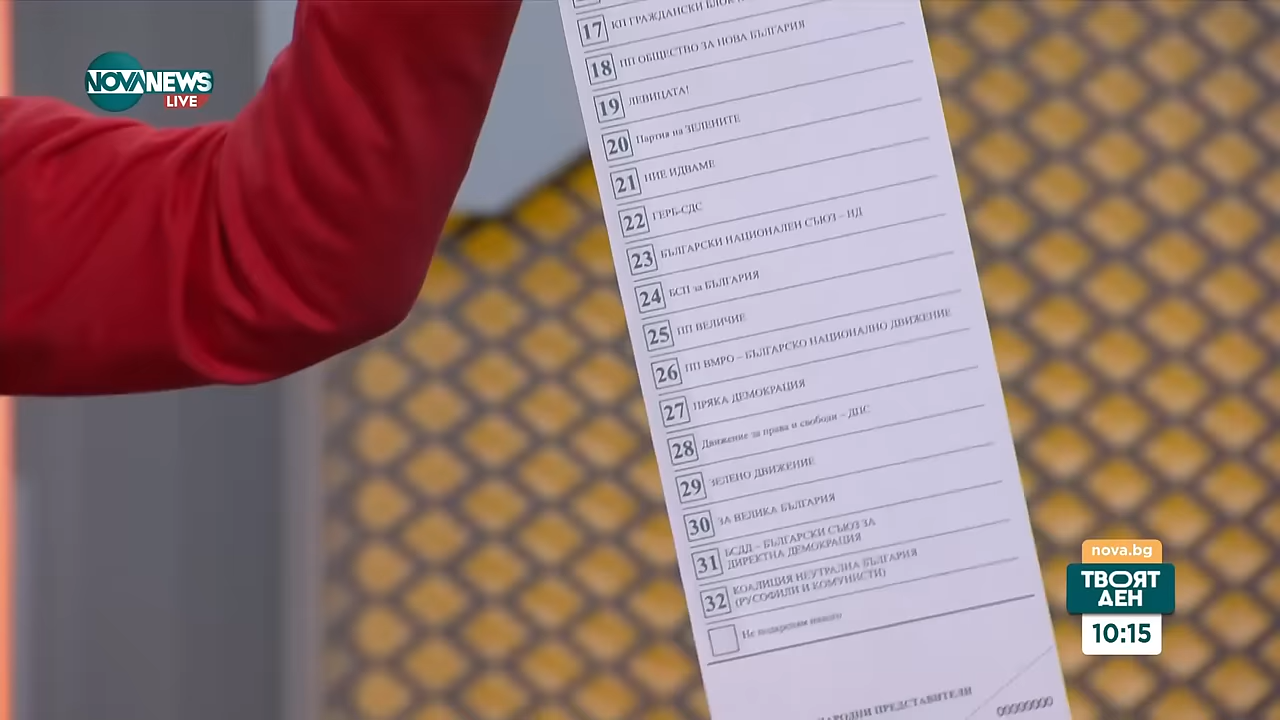 17 КП ГРАЖДАНСКИ БЛОК
18 ПП ОБЩЕСТВО ЗА НОВА БЪЛГАРИЯ
19 ЛЕВИЦАТА!
20 Партия на ЗЕЛЕНИТЕ
21 НИЕ ИДВАМЕ
22 ГЕРБ-СДС
23 БЪЛГАРСКИ НАЦИОНАЛЕН СЪЮЗ – НД
24 БСП за БЪЛГАРИЯ
25 ПП ВЕЛИЧИЕ
26 ПП ВМРО – БЪЛГАРСКО НАЦИОНАЛНО ДВИЖЕНИЕ
27 ПРЯКА ДЕМОКРАЦИЯ
28 Движение за права и свободи – ДПС
29 ЗЕЛЕНО ДВИЖЕНИЕ
30 ЗА ВЕЛИКА БЪЛГАРИЯ
31 БСДД – БЪЛГАРСКИ СЪЮЗ ЗА
ДИРЕКТНА ДЕМОКРАЦИЯ
32 КОАЛИЦИЯ НЕУТРАЛНА БЪЛГАРИЯ
(РУСОФИЛИ И КОМУНИСТИ)
Не подкрепям никого
ПРЕДСТАВИТЕЛИ
00000000
NOVANEWS
LIVE
nova.bg
ТВОЯТ
ДЕН
10:15